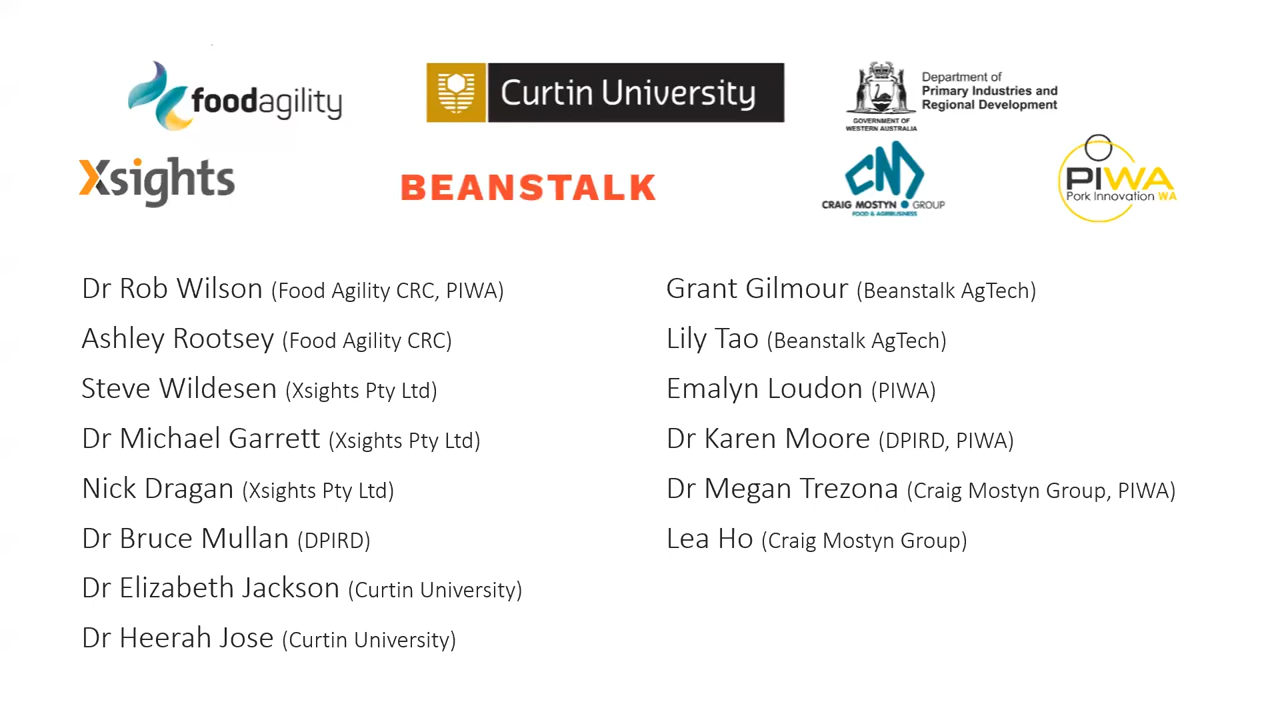 foodagility
Curtin University
Department of
Primary Industries and
Regional Development
GOVERNMENT OF
WESTERN AUSTRALIA
Xsights
BEANSTALK
CM
CRAIG MOSTYN GROUP
FOOD & AGRIBUSINESS
PIWA
Pork Innovation WA
Dr Rob Wilson (Food Agility CRC, PIWA)
Ashley Rootsey (Food Agility CRC)
Steve Wildesen (Xsights Pty Ltd)
Dr Michael Garrett (Xsights Pty Ltd)
Nick Dragan (Xsights Pty Ltd)
Dr Bruce Mullan (DPIRD)
Dr Elizabeth Jackson (Curtin University)
Dr Heerah Jose (Curtin University)
Grant Gilmour (Beanstalk AgTech)
Lily Tao (Beanstalk AgTech)
Emalyn Loudon (PIWA)
Dr Karen Moore (DPIRD, PIWA)
Dr Megan Trezona (Craig Mostyn Group, PIWA)
Lea Ho (Craig Mostyn Group)